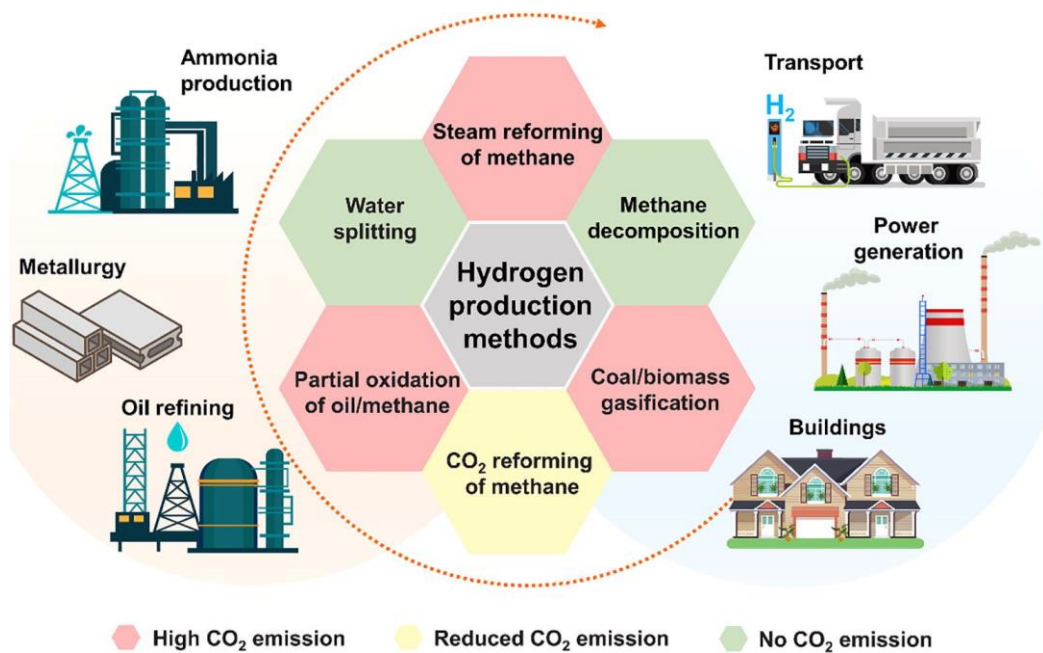 Ammonia
production
Transport
H₂
Steam reforming
of methane
Water
splitting
Methane
decomposition
Power
generation
Metallurgy
Hydrogen
production
methods
Partial oxidation
of oil/methane
Coal/biomass
gasification
Oil refining
Buildings
CO₂ reforming
of methane
High CO₂ emission
Reduced CO₂ emission
No CO₂ emission